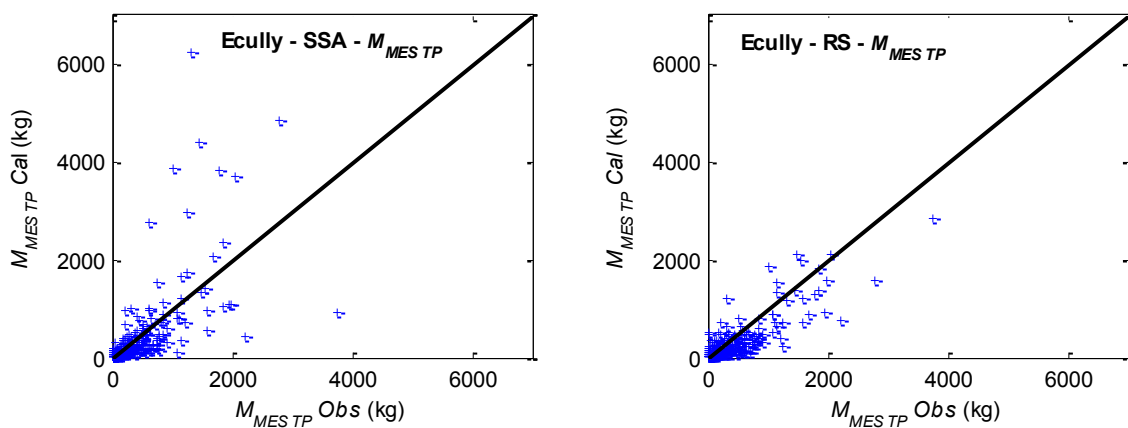 Ecully - SSA - M_MES TP
6000
4000
2000
0
M_MES TP Cal (kg)
0 2000 4000 6000
M_MES TP Obs (kg)
Ecully - RS - M_MES TP
6000
4000
2000
0
M_MES TP Cal (kg)
0 2000 4000 6000
M_MES TP Obs (kg)